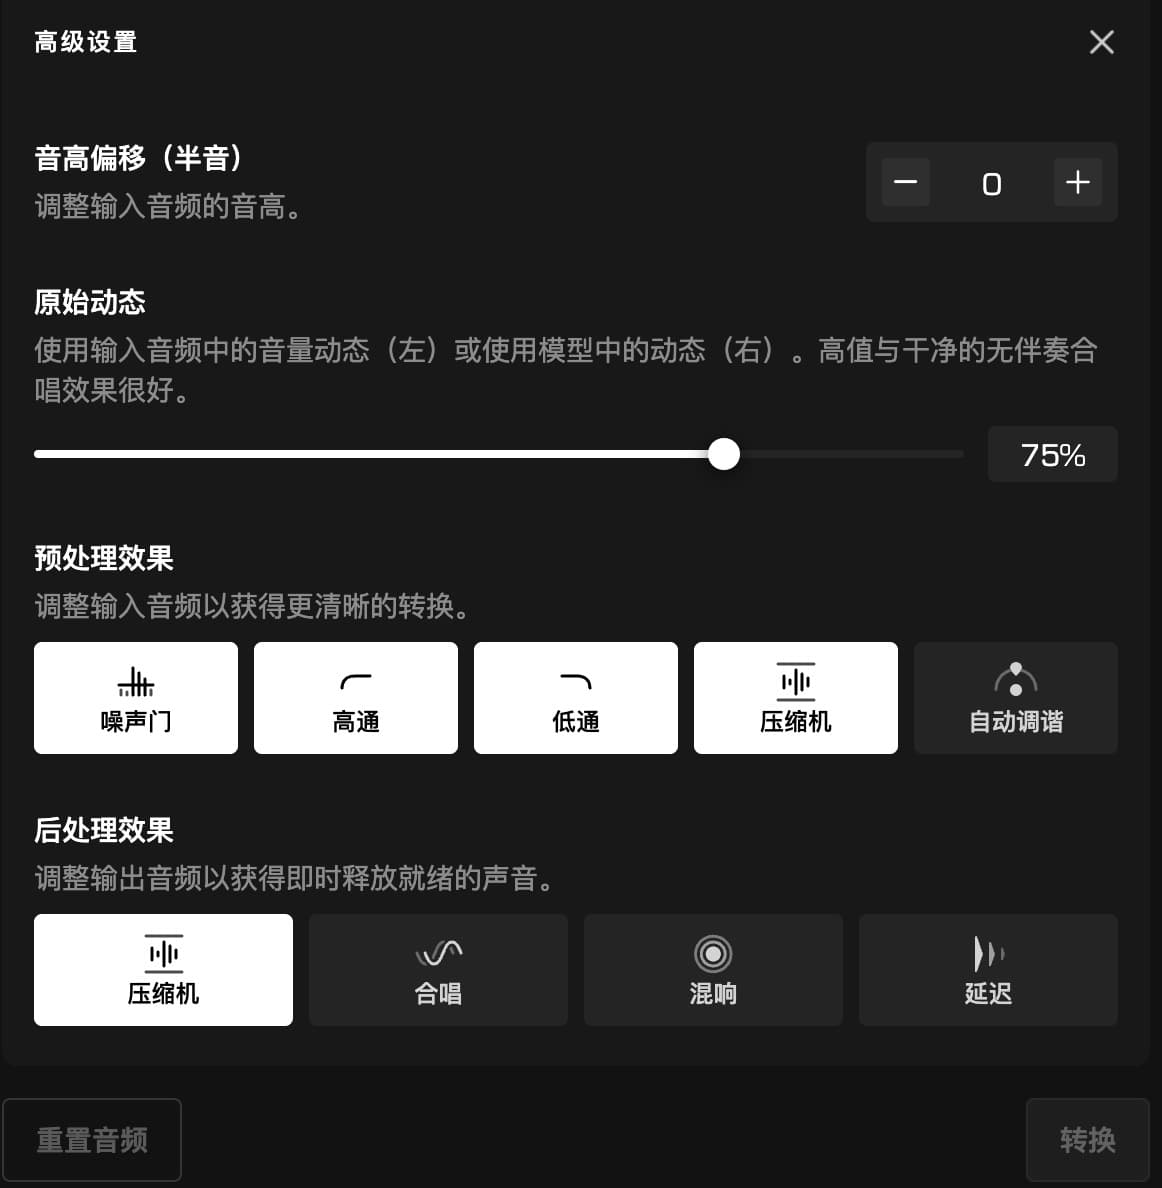 高级设置
音高偏移（半音）
调整输入音频的音高。
0
原始动态
使用输入音频中的音量动态（左）或使用模型中的动态（右）。高值与干净的无伴奏合
唱效果很好。
75%
预处理效果
调整输入音频以获得更清晰的转换。
噪声门
高通
低通
压缩机
自动调谐
后处理效果
调整输出音频以获得即时释放就绪的声音。
压缩机
合唱
混响
延迟
重置音频
转换